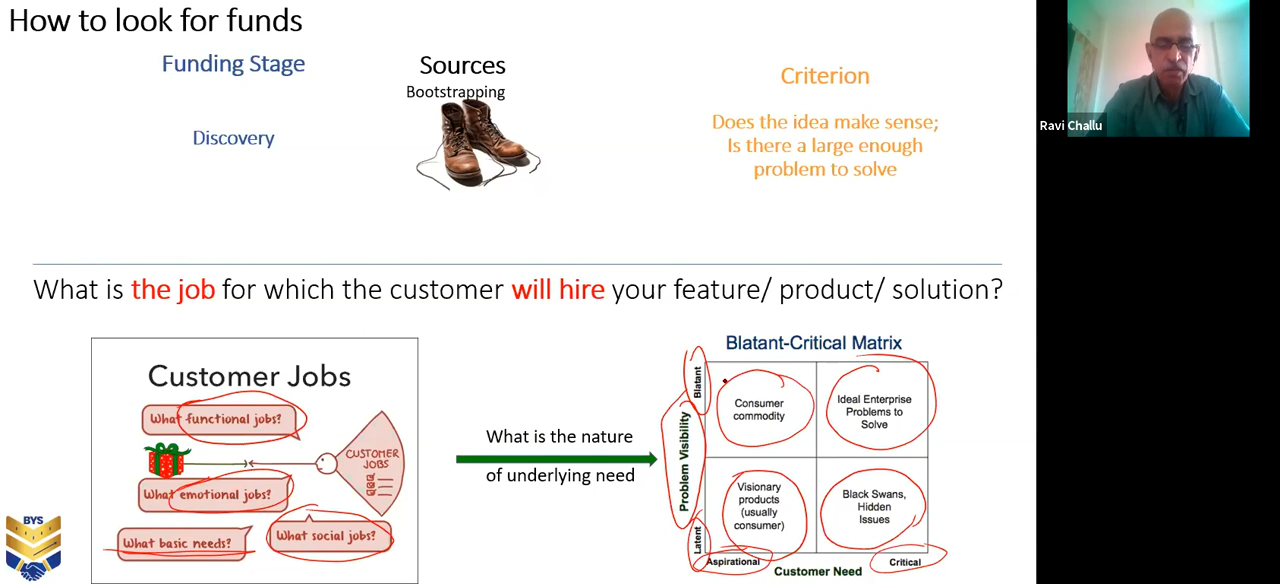 How to look for funds
Funding Stage
Sources
Criterion
Bootstrapping
Discovery
Does the idea make sense;
Is there a large enough
problem to solve
Ravi Challu
What is the job for which the customer will hire your feature/ product/ solution?
Customer Jobs
What functional jobs?
CUSTOMER
JOBS
What emotional jobs?
What basic needs?
What social jobs?
What is the nature
of underlying need
Blatant-Critical Matrix
Problem Visibility
Blatant
Latent
Consumer
commodity
Ideal Enterprise
Problems to
Solve
Visionary
products
(usually
consumer)
Black Swans,
Hidden
Issues
Aspirational
Critical
Customer Need
BYS